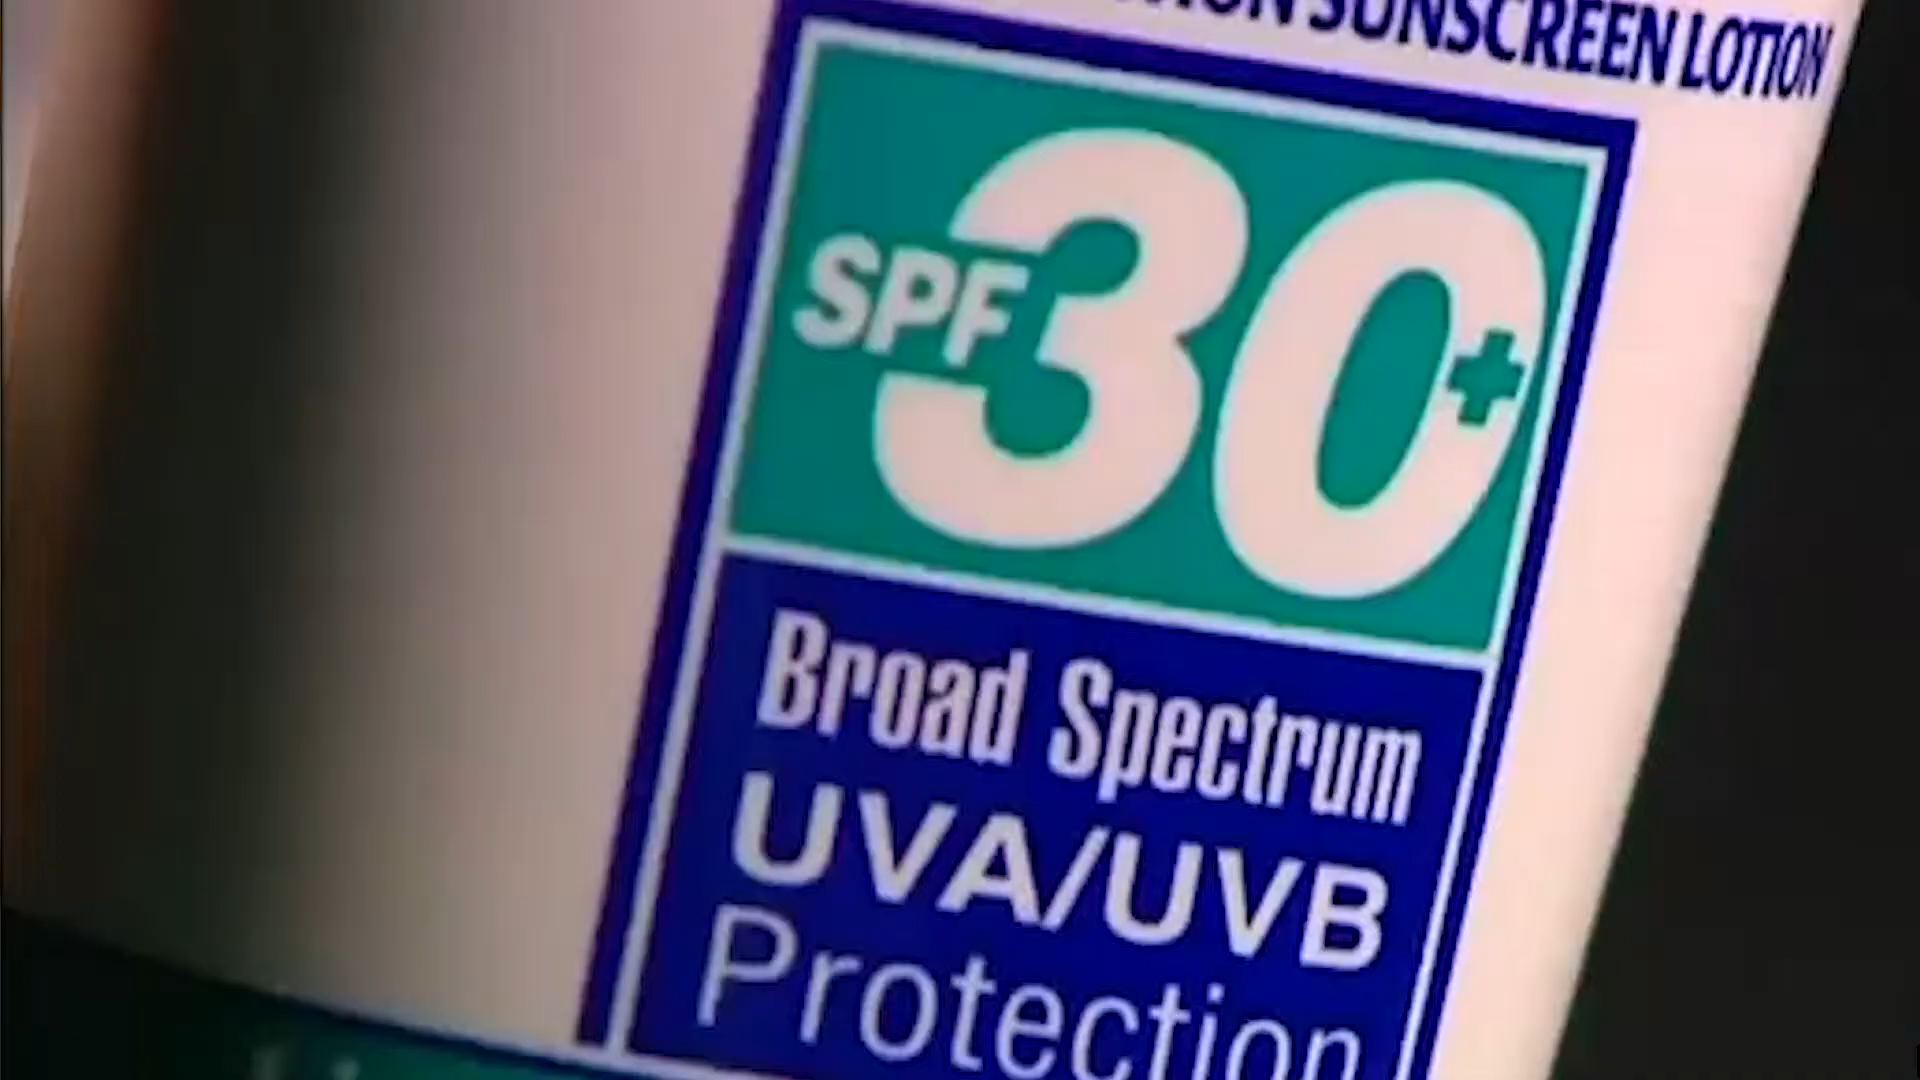 SUNSCREEN LOTION
SPF 30+
Broad Spectrum
UVA/UVB
Protection